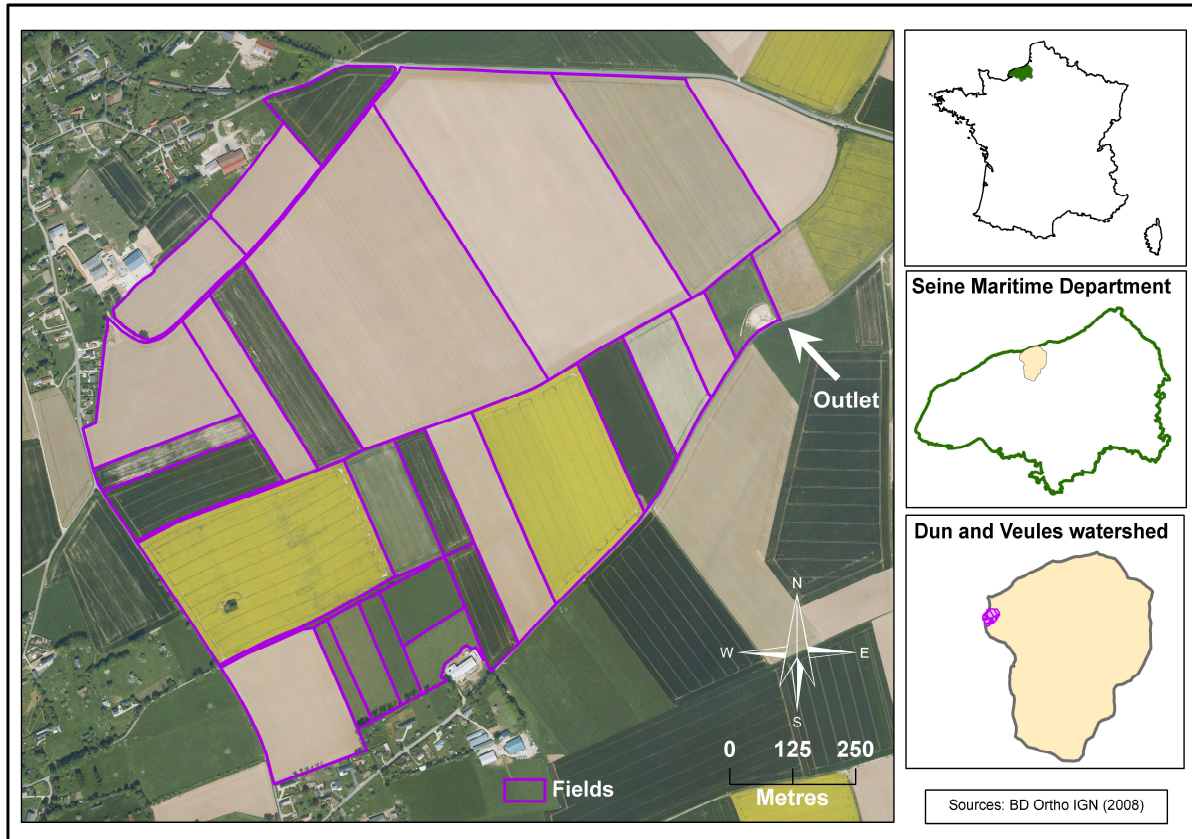 Outlet
N
W
E
S
0 125 250
Metres
Fields
Seine Maritime Department
Dun and Veules watershed
Sources: BD Ortho IGN (2008)